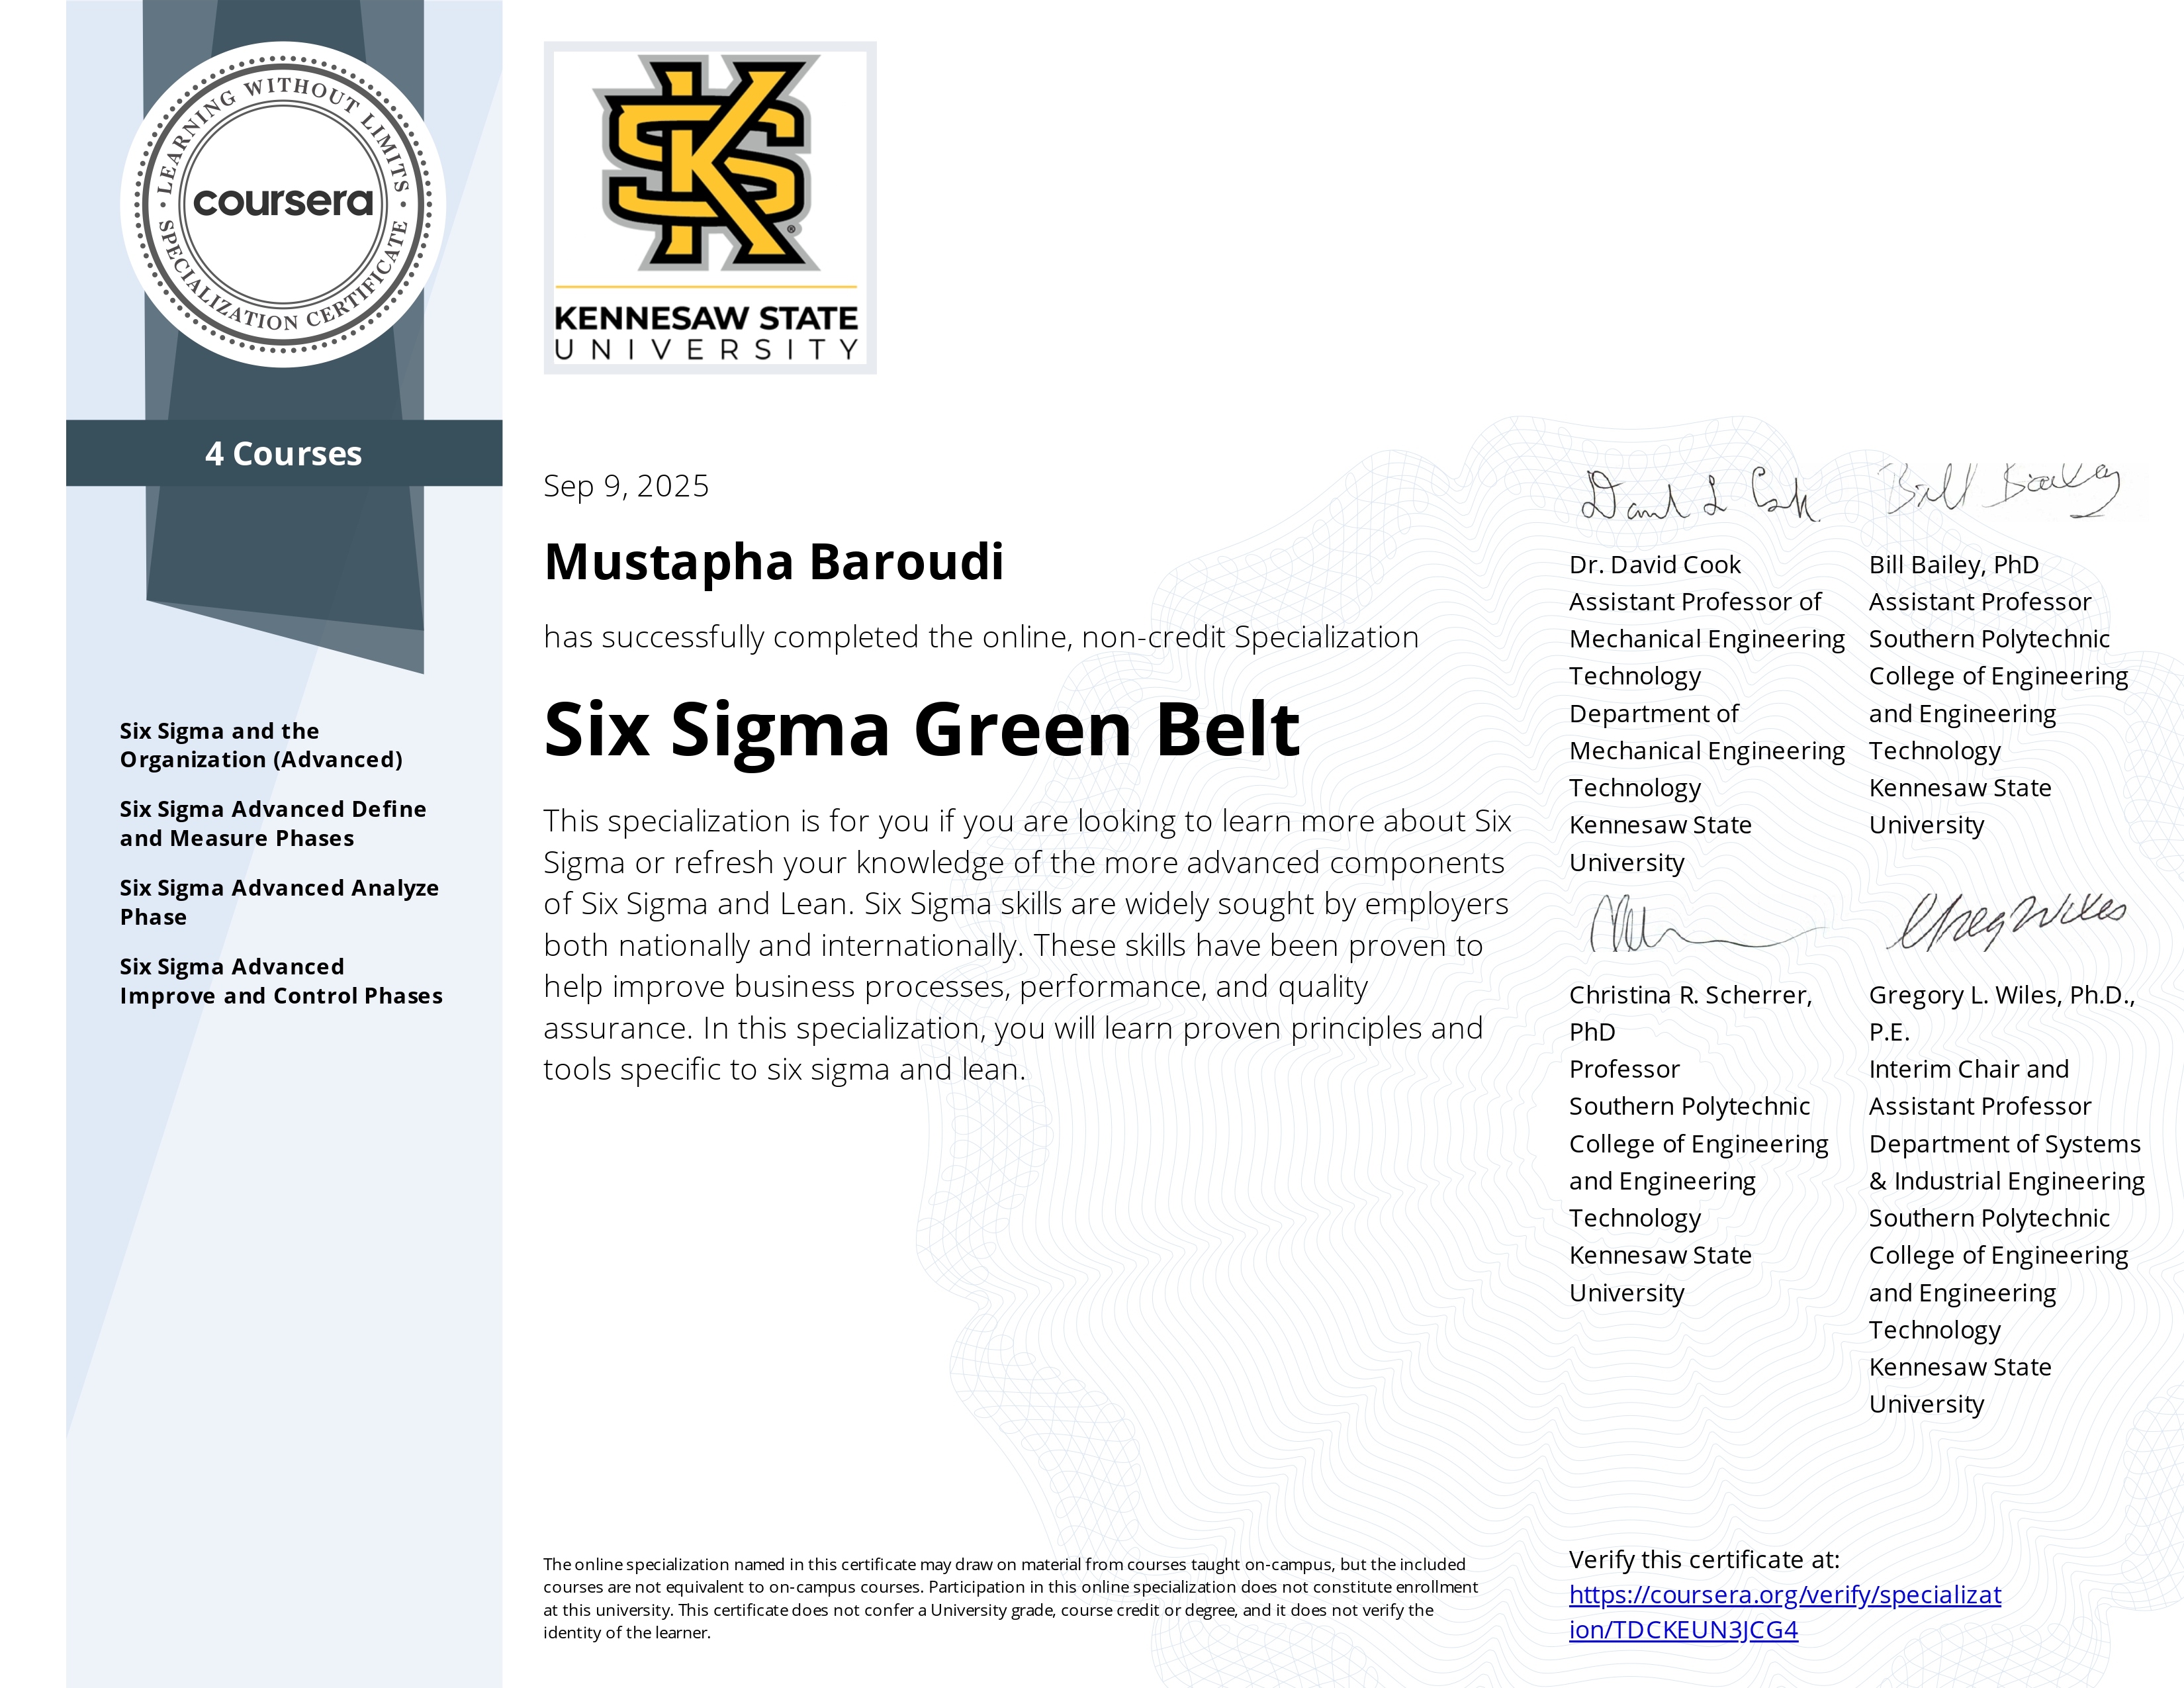 LEARNING WITHOUT LIMITS
coursera
SPECIALIZATION CERTIFICATE
4 Courses
Six Sigma and the
Organization (Advanced)
Six Sigma Advanced Define
and Measure Phases
Six Sigma Advanced Analyze
Phase
Six Sigma Advanced
Improve and Control Phases
KS
KENNESAW STATE
UNIVERSITY
Sep 9, 2025
Mustapha Baroudi
has successfully completed the online, non-credit Specialization
Six Sigma Green Belt
This specialization is for you if you are looking to learn more about Six
Sigma or refresh your knowledge of the more advanced components
of Six Sigma and Lean. Six Sigma skills are widely sought by employers
both nationally and internationally. These skills have been proven to
help improve business processes, performance, and quality
assurance. In this specialization, you will learn proven principles and
tools specific to six sigma and lean.
The online specialization named in this certificate may draw on material from courses taught on-campus, but the included
courses are not equivalent to on-campus courses. Participation in this online specialization does not constitute enrollment
at this university. This certificate does not confer a University grade, course credit or degree, and it does not verify the
identity of the learner.
David L Cook
Dr. David Cook
Assistant Professor of
Mechanical Engineering
Technology
Department of
Mechanical Engineering
Technology
Kennesaw State
University
Bill Bailey
Bill Bailey, PhD
Assistant Professor
Southern Polytechnic
College of Engineering
and Engineering
Technology
Kennesaw State
University
Christina R. Scherrer,
PhD
Professor
Southern Polytechnic
College of Engineering
and Engineering
Technology
Kennesaw State
University
Greg Wiles
Gregory L. Wiles, Ph.D.,
P.E.
Interim Chair and
Assistant Professor
Department of Systems
& Industrial Engineering
Southern Polytechnic
College of Engineering
and Engineering
Technology
Kennesaw State
University
Verify this certificate at:
https://coursera.org/verify/specializat
ion/TDCKEUN3JCG4